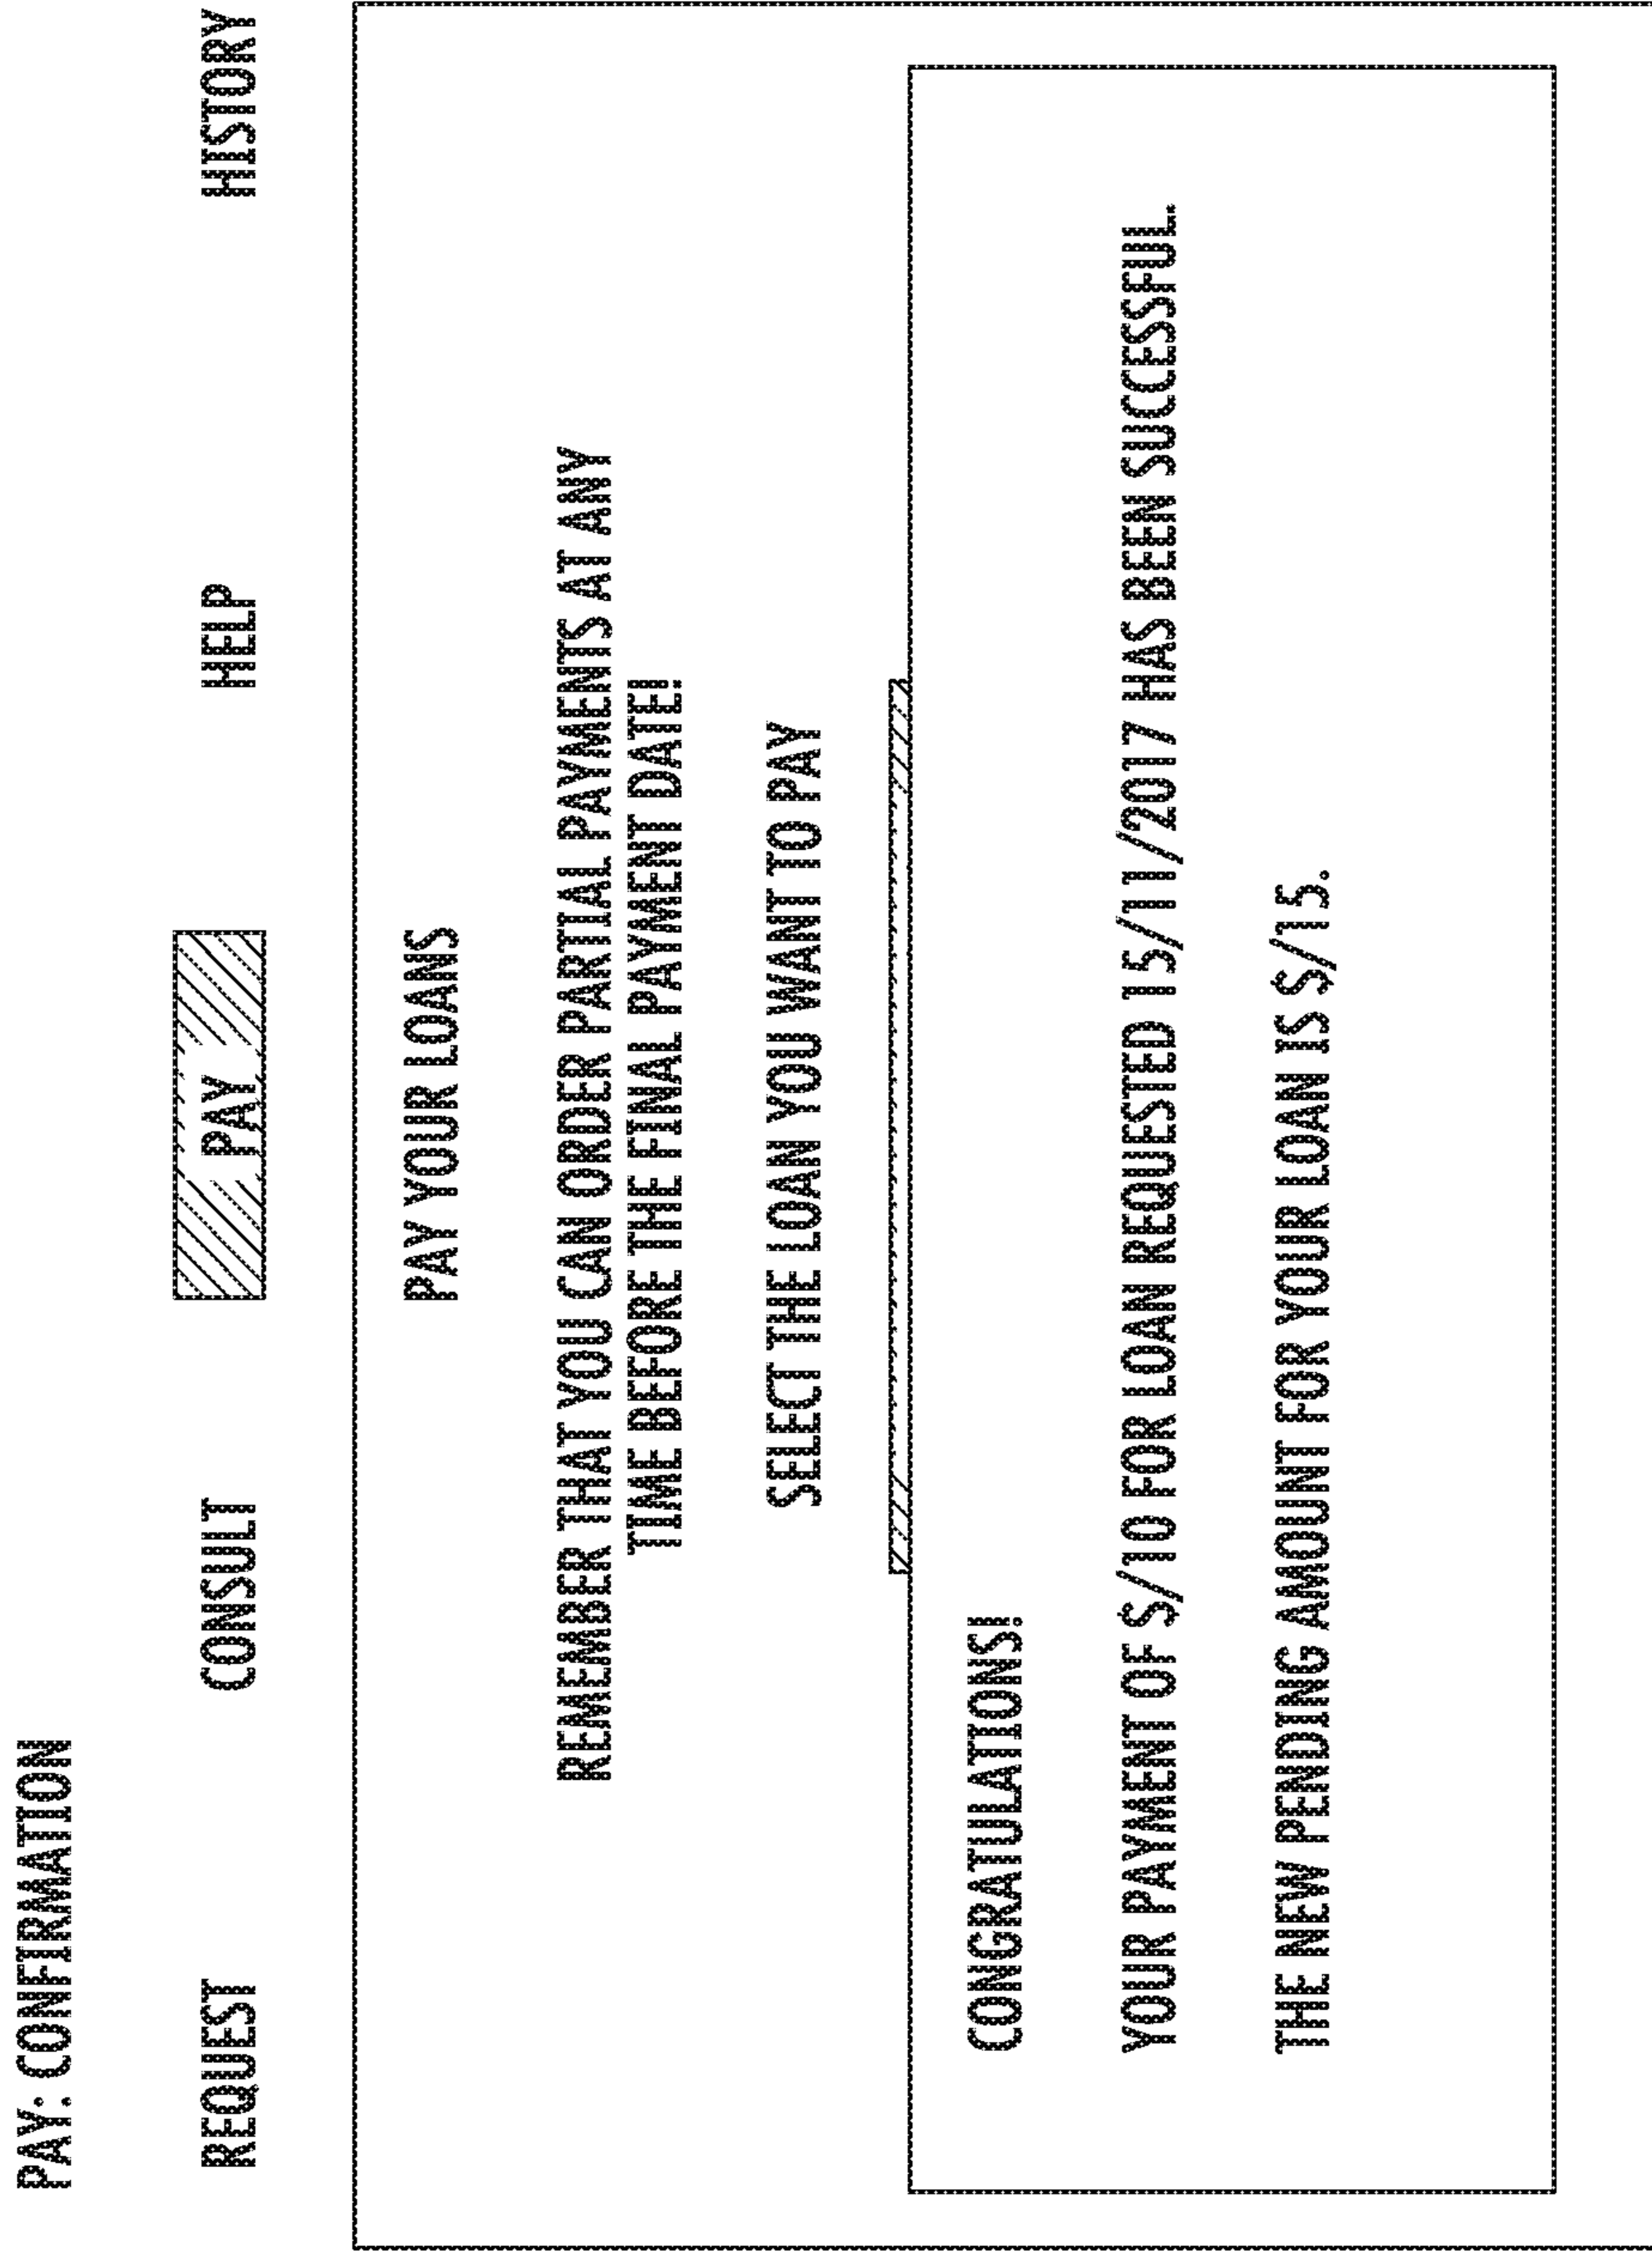 PAY: CONFIRMATION
REQUEST CONSULT PAY HELP HISTORY
PAY YOUR LOANS
REMEMBER THAT YOU CAN ORDER PARTIAL PAYMENTS AT ANY
TIME BEFORE THE FINAL PAYMENT DATE!
SELECT THE LOAN YOU WANT TO PAY
CONGRATULATIONS!
YOUR PAYMENT OF S/10 FOR LOAN REQUESTED 15/11/2017 HAS BEEN SUCCESSFUL.
THE NEW PENDING AMOUNT FOR YOUR LOAN IS S/15.